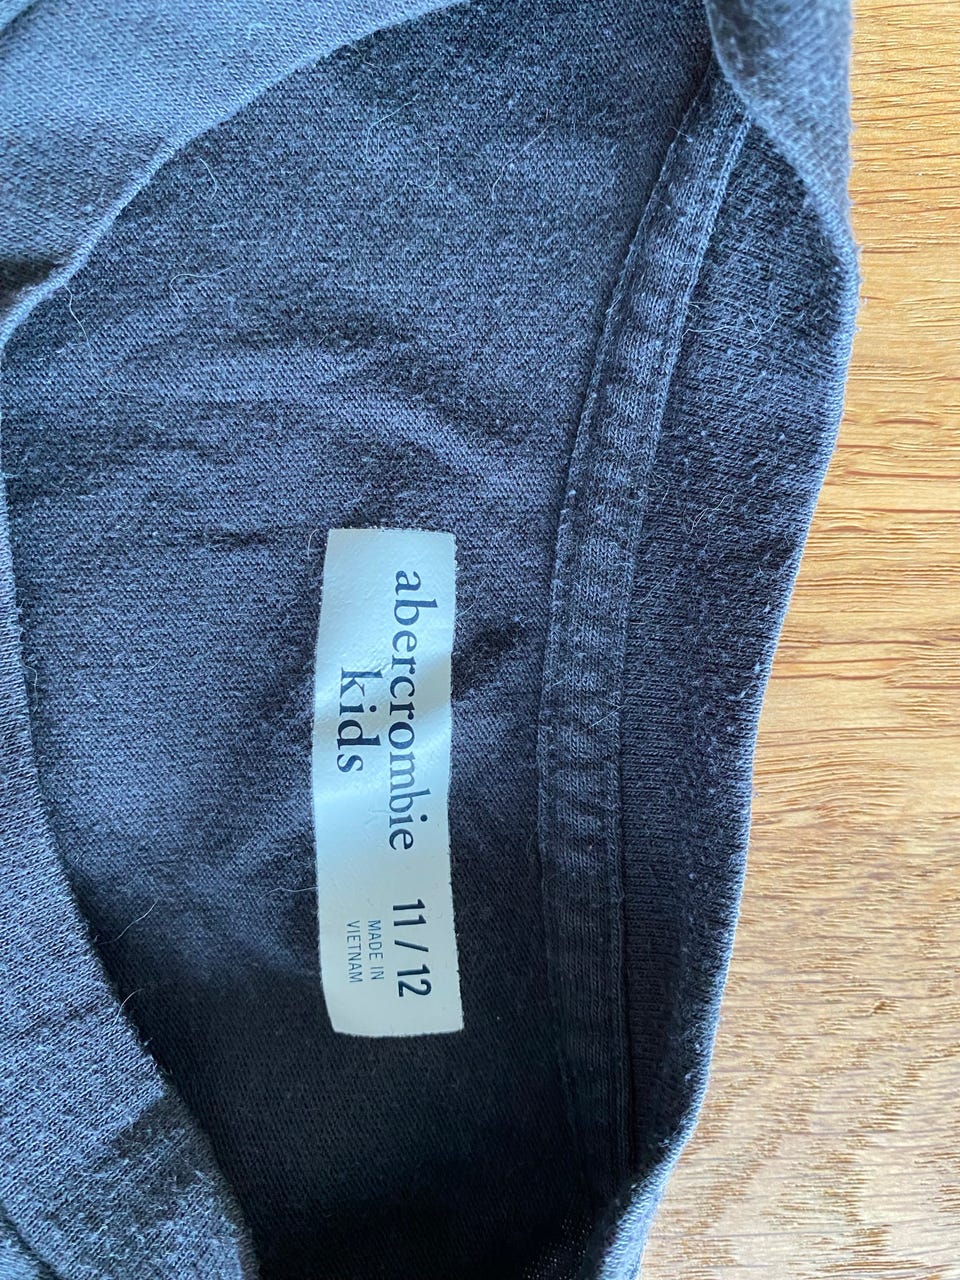 abercrombie
kids
11 / 12
MADE IN
VIETNAM